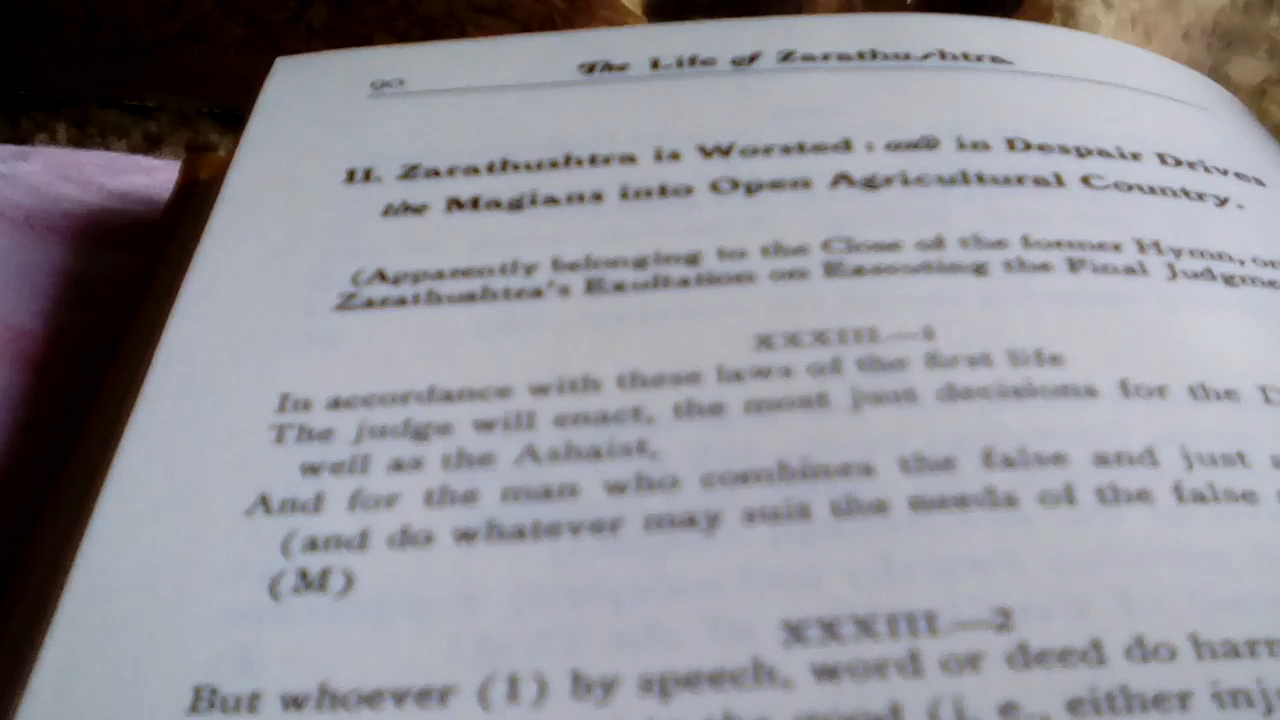 90 The Life of Zarathushtra
II. Zarathushtra is Worsted ; and in Despair Drives
the Magians into Open Agricultural Country.
(Apparently belonging to the Close of the former Hymn, or
Zarathushtra's Exultation on Executing the Final
XXXIII.—1
In accordance with these laws of the first life
The judge will enact, the most just decisions for the
well as the Ashaist,
And for the man who combines the false and just
(and do whatever may suit the needs of the false
(M)
XXXIII.—2
But whoever (1) by speech, word or deed do
the good (i. e., either